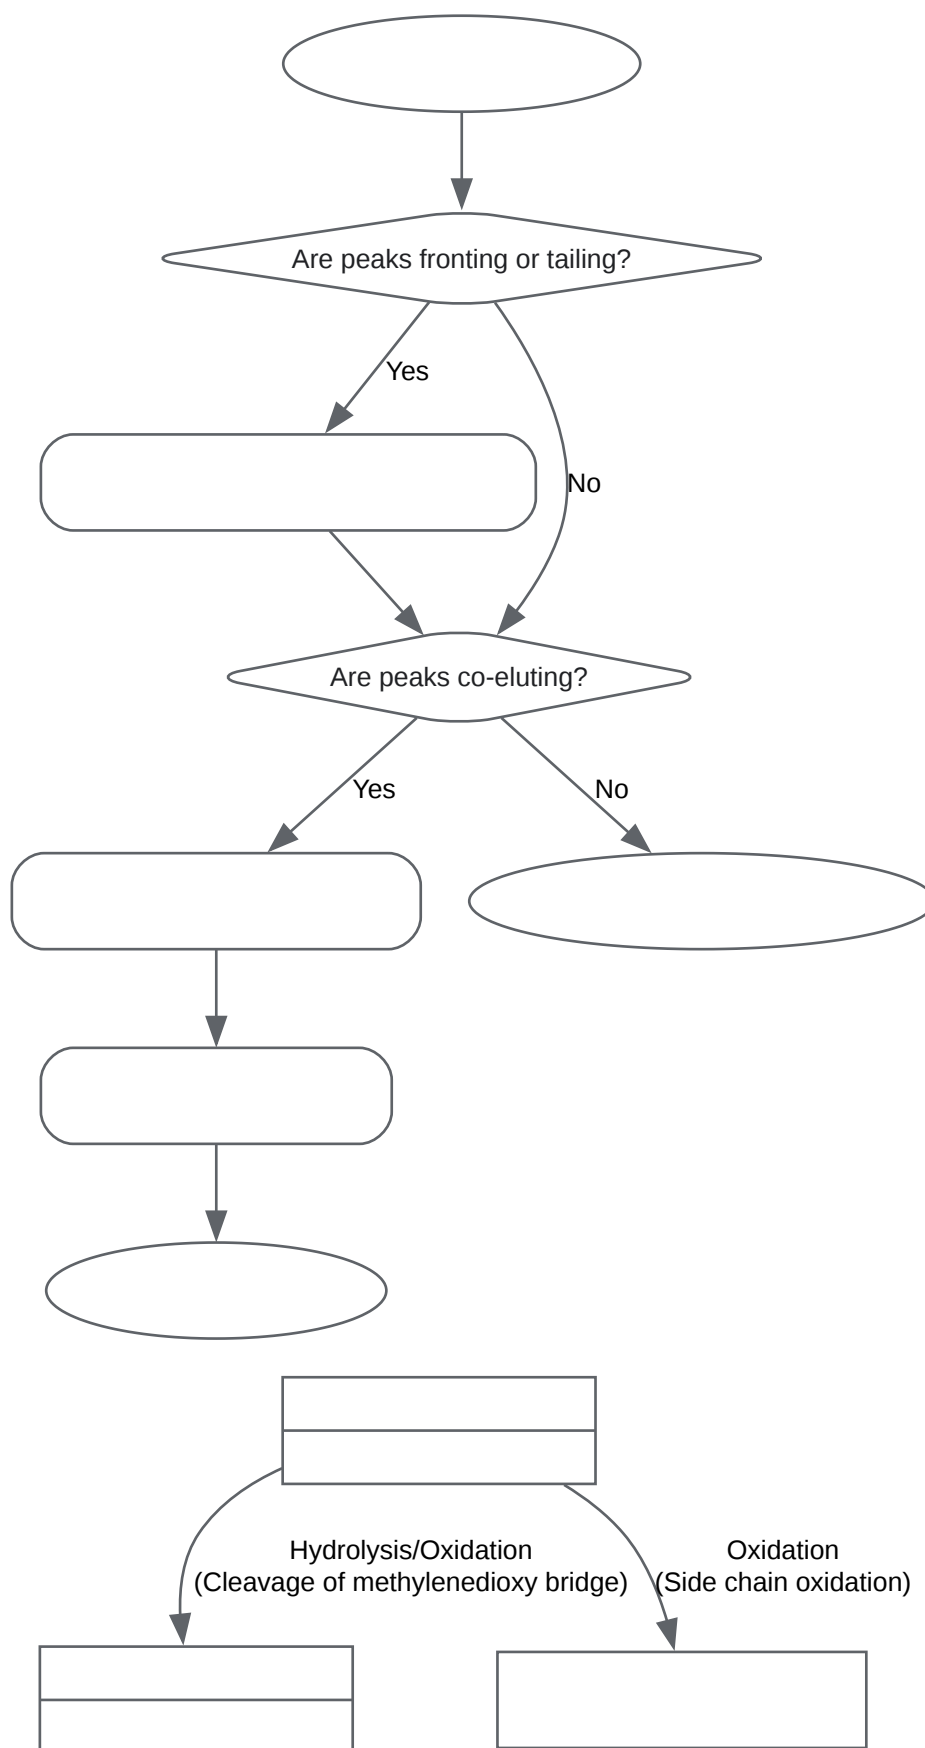 Are peaks fronting or tailing?
Yes
No
Are peaks co-eluting?
Yes
No
Hydrolysis/Oxidation
(Cleavage of methylenedioxy bridge)
Oxidation
(Side chain oxidation)